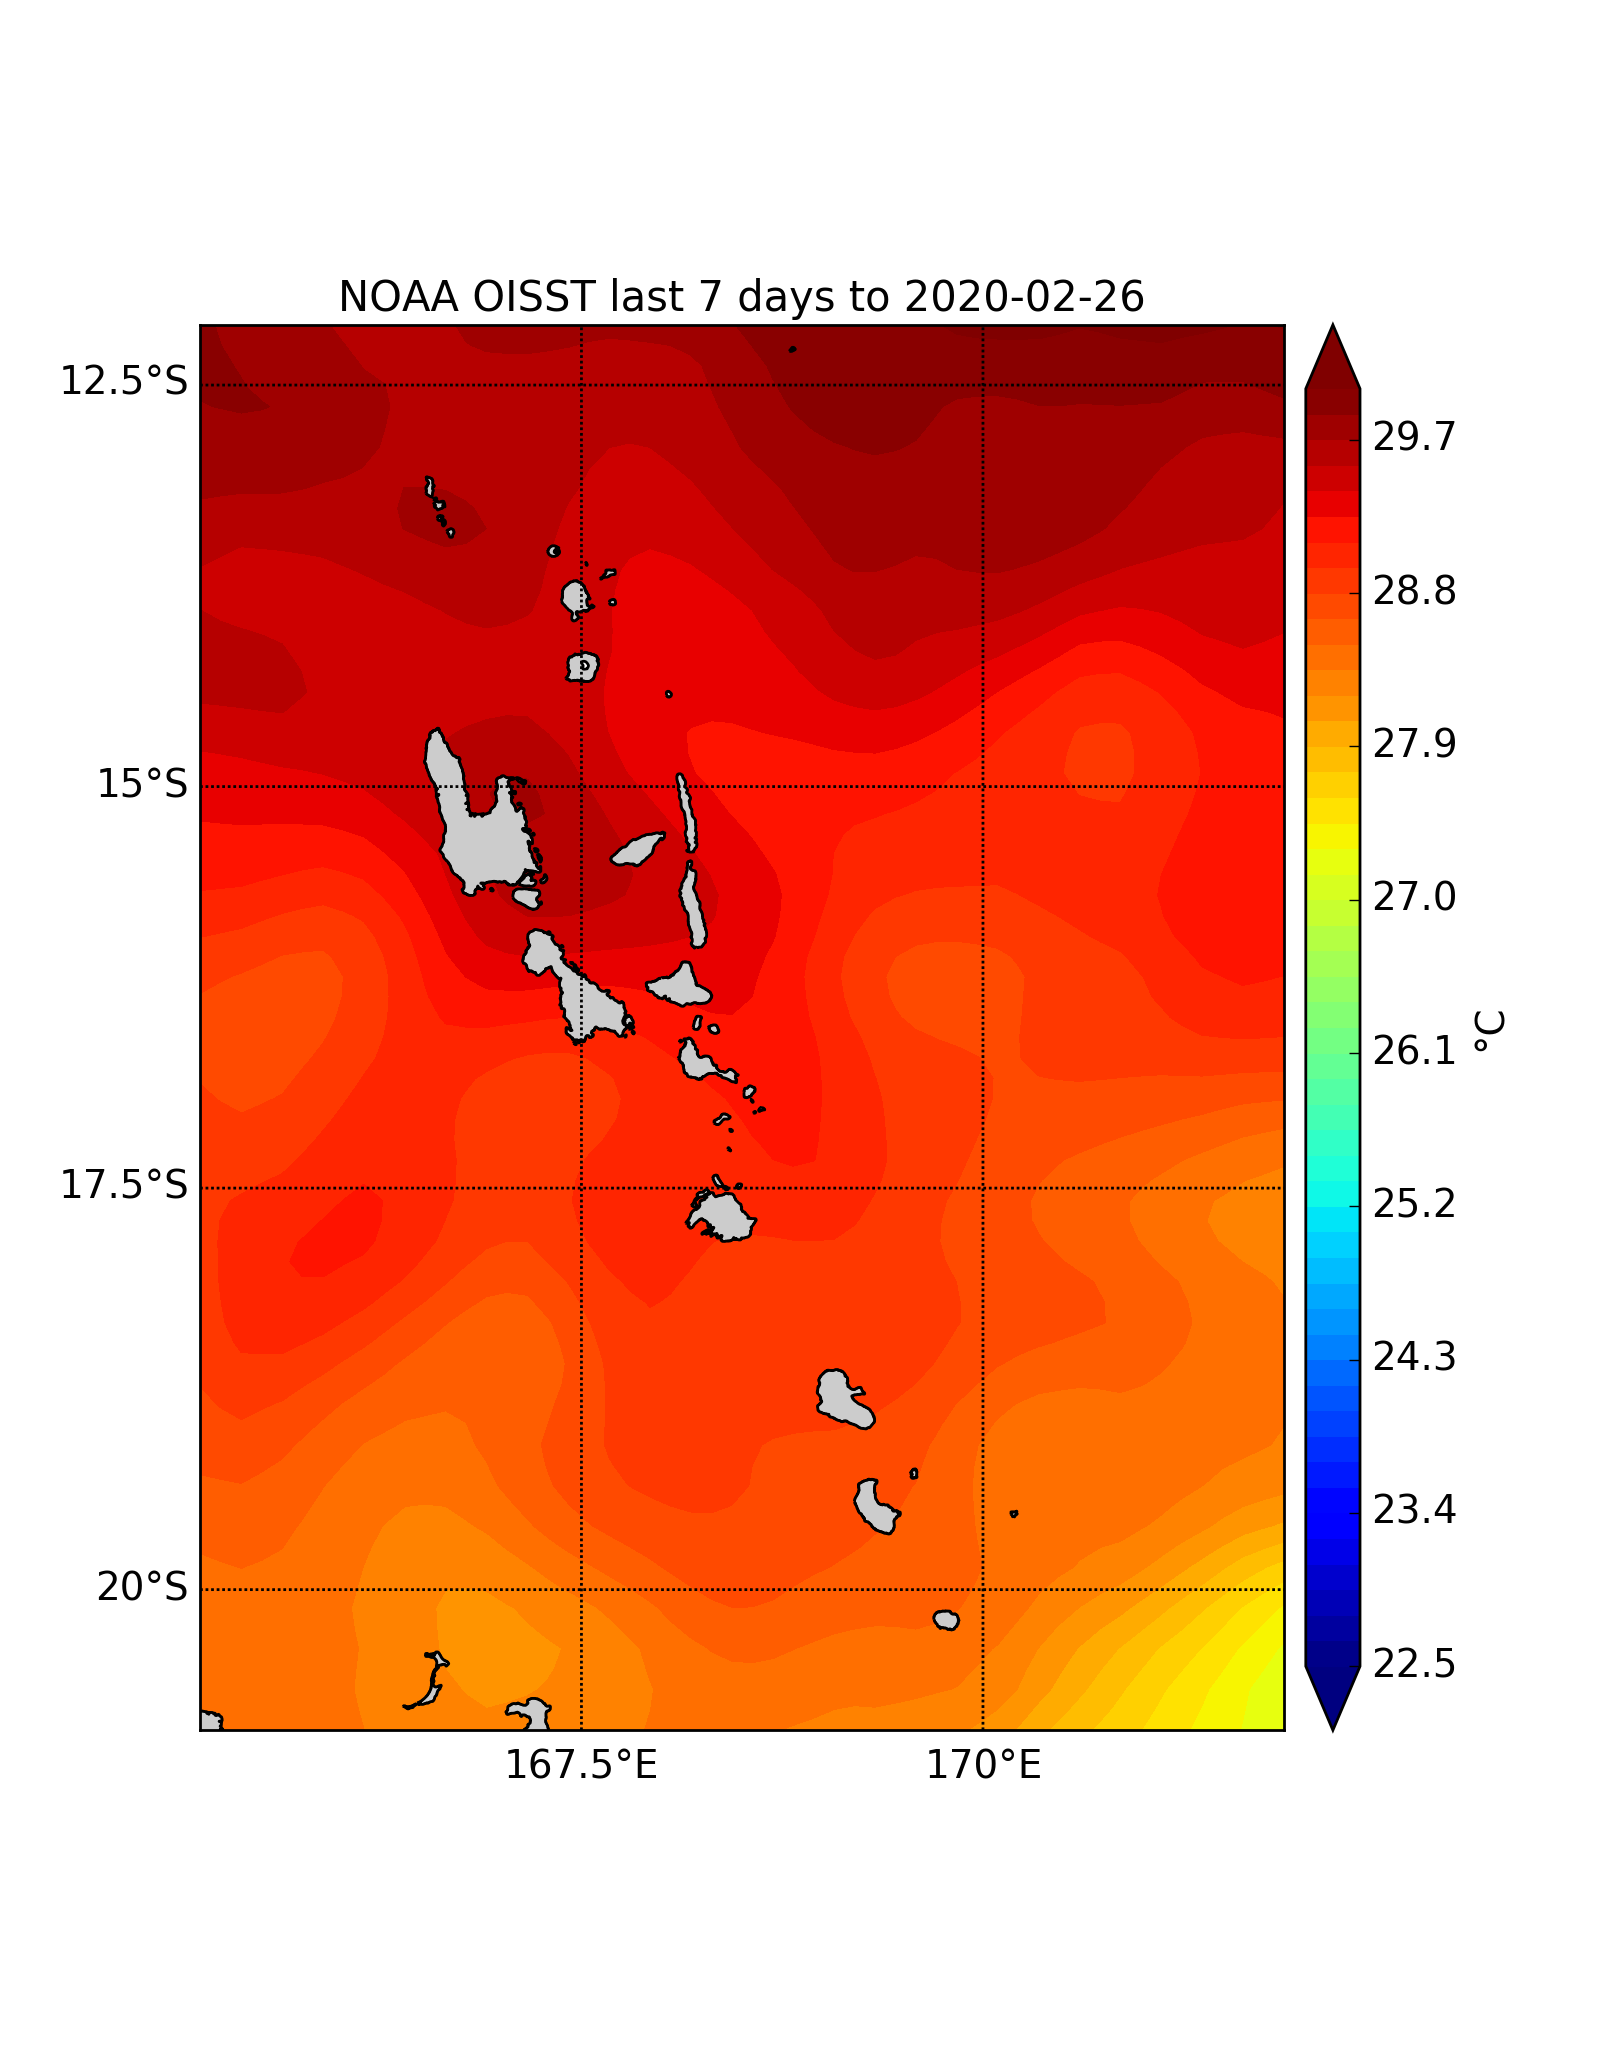 NOAA OISST last 7 days to 2020-02-26
12.5°S
15°S
17.5°S
20°S
167.5°E
170°E
29.7
28.8
27.9
27.0
26.1
25.2
24.3
23.4
22.5
°C